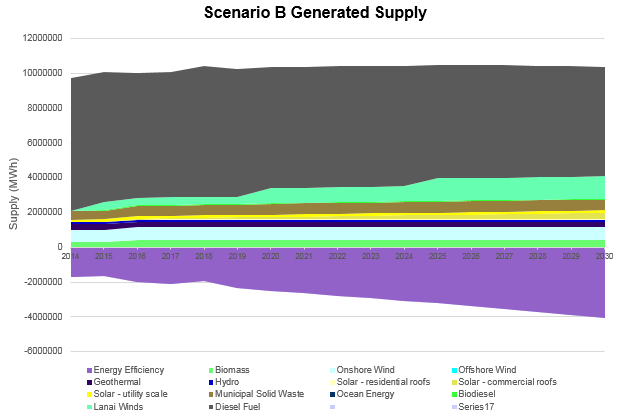 Scenario B Generated Supply
12000000
10000000
8000000
6000000
4000000
2000000
0
-2000000
-4000000
-6000000
Supply (MWh)
2014 2015 2016 2017 2018 2019 2020 2021 2022 2023 2024 2025 2026 2027 2028 2029 2030
Energy Efficiency Biomass Onshore Wind Offshore Wind
Geothermal Hydro Solar - residential roofs Solar - commercial roofs
Solar - utility scale Municipal Solid Waste Ocean Energy Biodiesel
Lanai Winds Diesel Fuel Series17